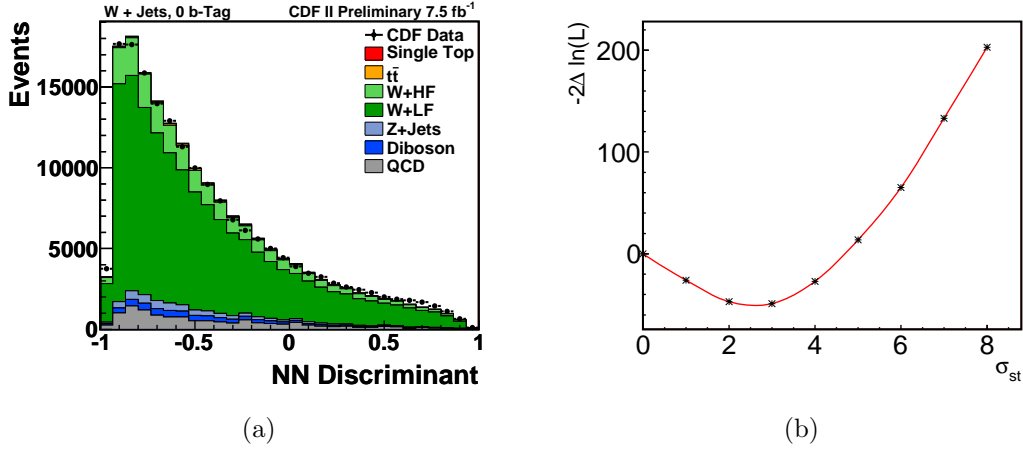 W + Jets, 0 b-Tag CDF II Preliminary 7.5 fb⁻¹
Events
15000
10000
5000
0
CDF Data
Single Top
tt̄
W+HF
W+LF
Z+Jets
Diboson
QCD
-1 -0.5 0 0.5 1
NN Discriminant
(a)
-2Δ ln(L)
200
100
0
0 2 4 6 8
σst
(b)